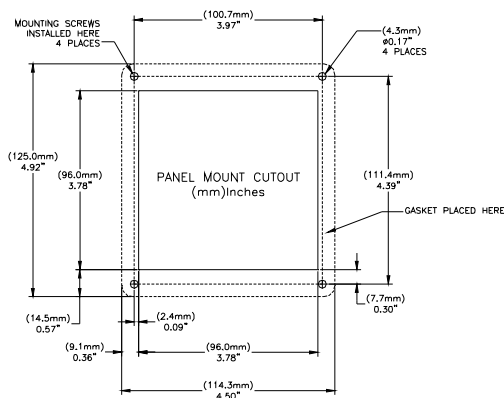 (100.7mm)
3.97"
MOUNTING SCREWS
INSTALLED HERE
4 PLACES
(4.3mm)
ø0.17"
4 PLACES
(125.0mm)
4.92"
(96.0mm)
3.78"
PANEL MOUNT CUTOUT
(mm)Inches
(111.4mm)
4.39"
GASKET PLACED HERE
(14.5mm)
0.57"
(2.4mm)
0.09"
(7.7mm)
0.30"
(9.1mm)
0.36"
(96.0mm)
3.78"
(114.3mm)
4.50"